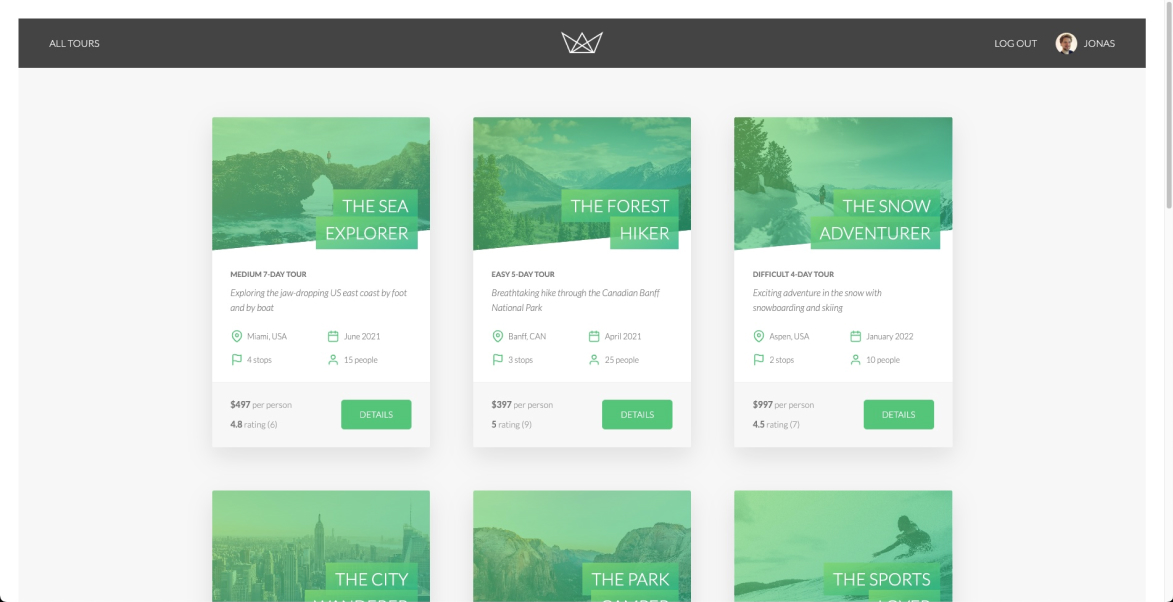 ALL TOURS
LOG OUT
JONAS
THE SEA
EXPLORER
MEDIUM 7-DAY TOUR
Exploring the jaw-dropping US east coast by foot
and by boat
Miami, USA
June 2021
4 stops
15 people
$497 per person
4.8 rating (6)
DETAILS
THE FOREST
HIKER
EASY 5-DAY TOUR
Breathtaking hike through the Canadian Banff
National Park
Banff, CAN
April 2021
3 stops
25 people
$397 per person
5 rating (9)
DETAILS
THE SNOW
ADVENTURER
DIFFICULT 4-DAY TOUR
Exciting adventure in the snow with
snowboarding and skiing
Aspen, USA
January 2022
2 stops
10 people
$997 per person
4.5 rating (7)
DETAILS
THE CITY
WANDERER
THE PARK
CAMPER
THE SPORTS
LOVER